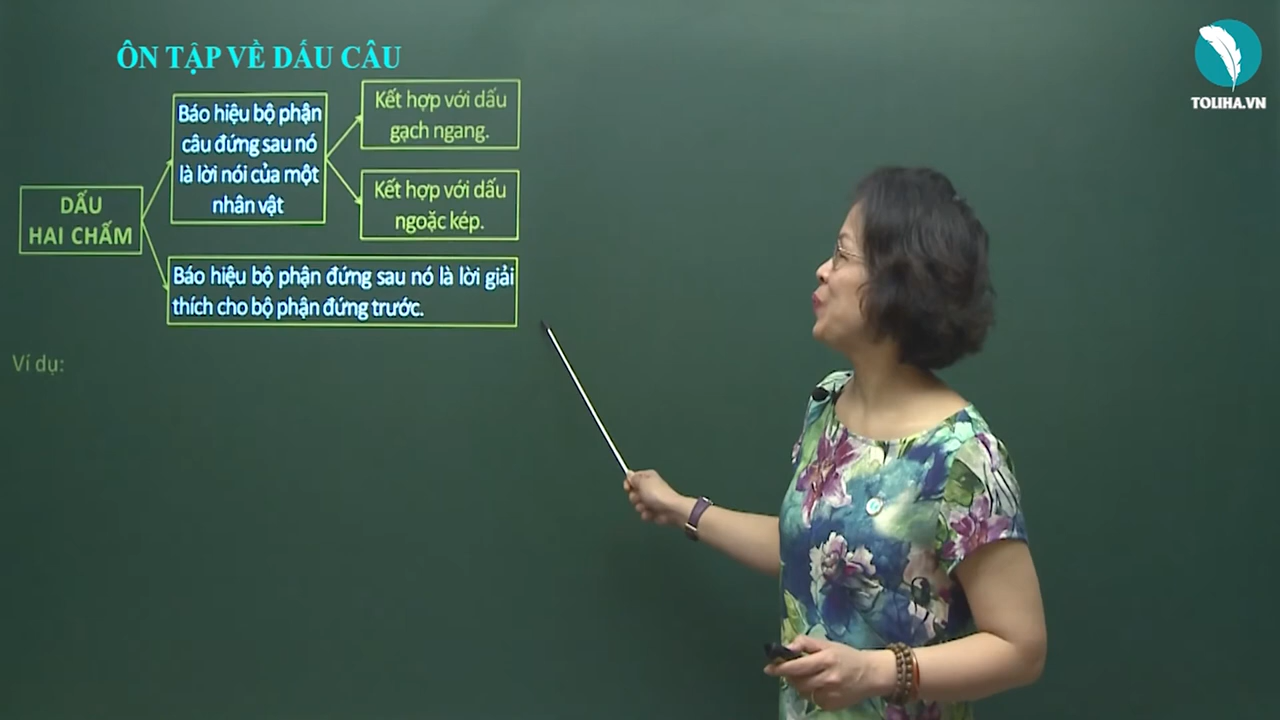 ÔN TẬP VỀ DẤU CÂU
TOLIHA.VN
DẤU
HAI CHẤM
Báo hiệu bộ phận
câu đứng sau nó
là lời nói của một
nhân vật
Kết hợp với dấu
gạch ngang.
Kết hợp với dấu
ngoặc kép.
Báo hiệu bộ phận đứng sau nó là lời giải
thích cho bộ phận đứng trước.
Ví dụ: